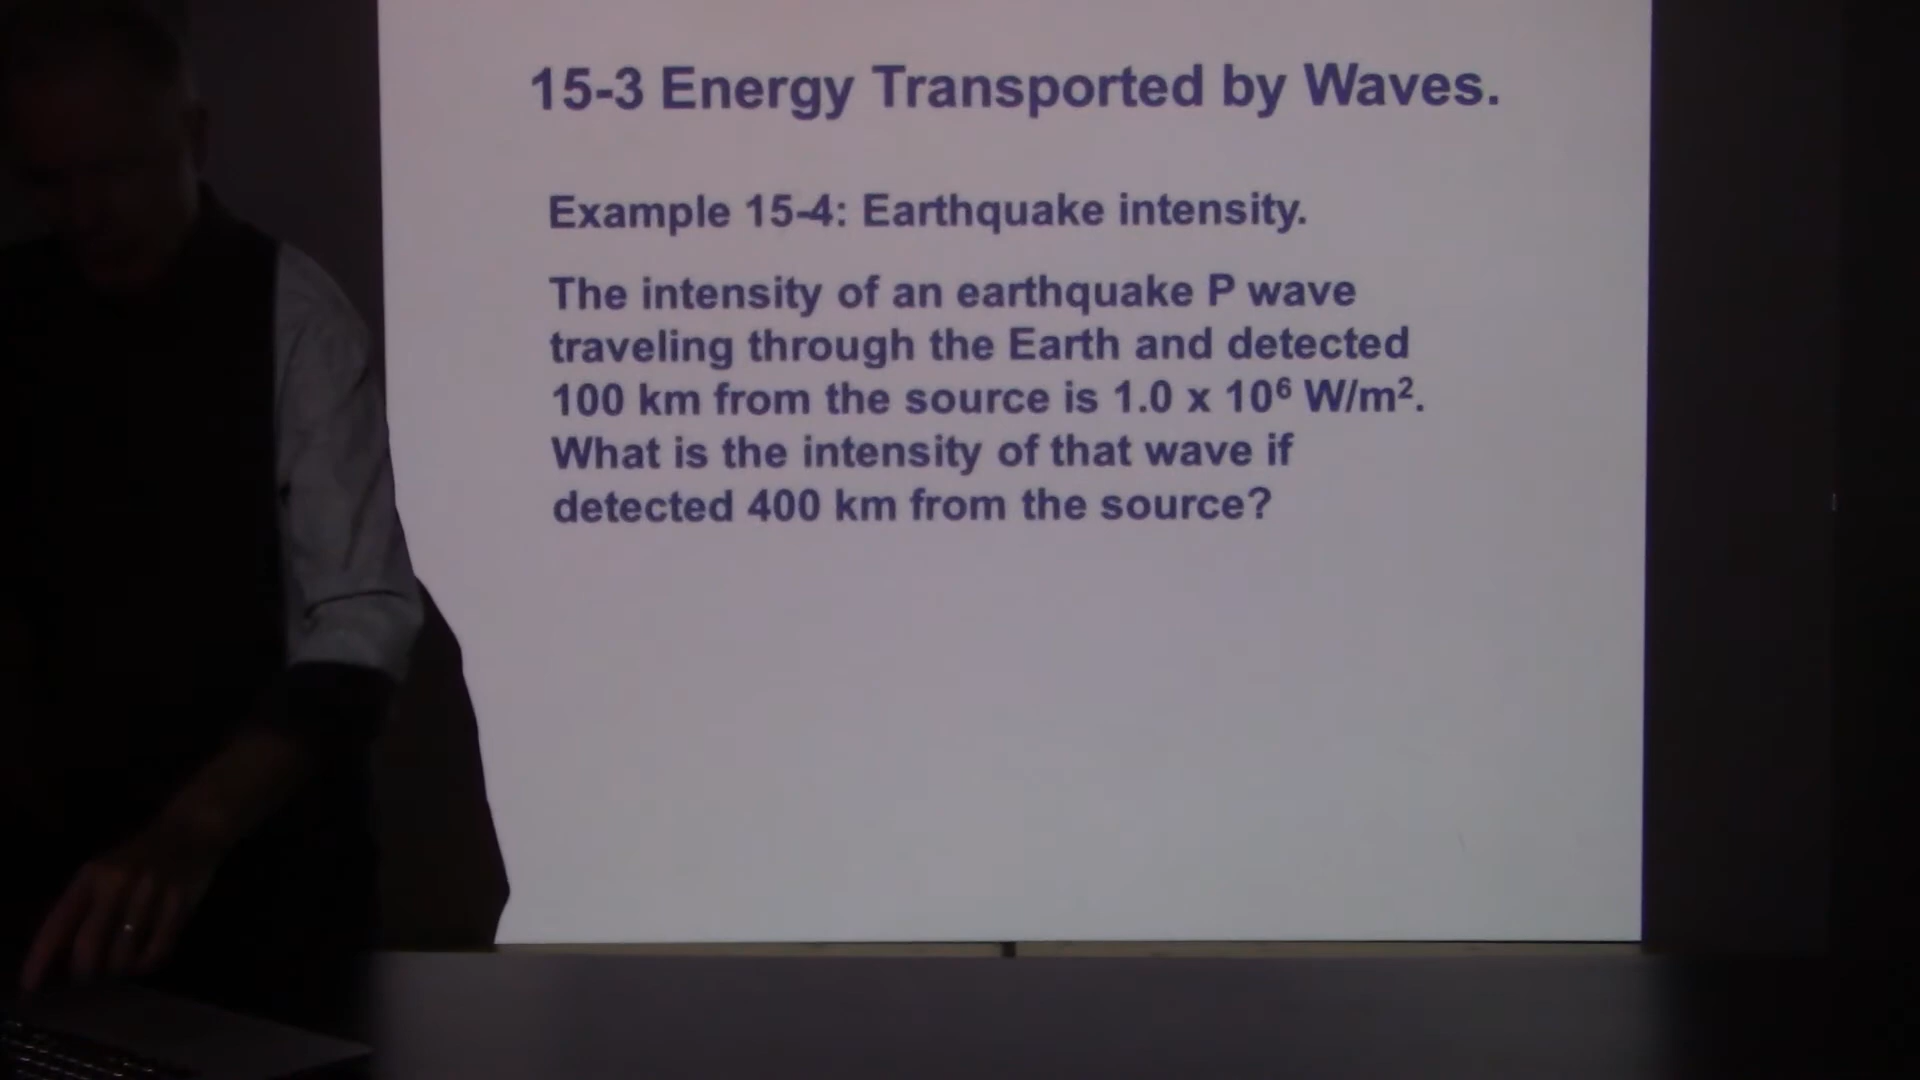 15-3 Energy Transported by Waves.
Example 15-4: Earthquake intensity.
The intensity of an earthquake P wave
traveling through the Earth and detected
100 km from the source is 1.0 x 10⁶ W/m².
What is the intensity of that wave if
detected 400 km from the source?